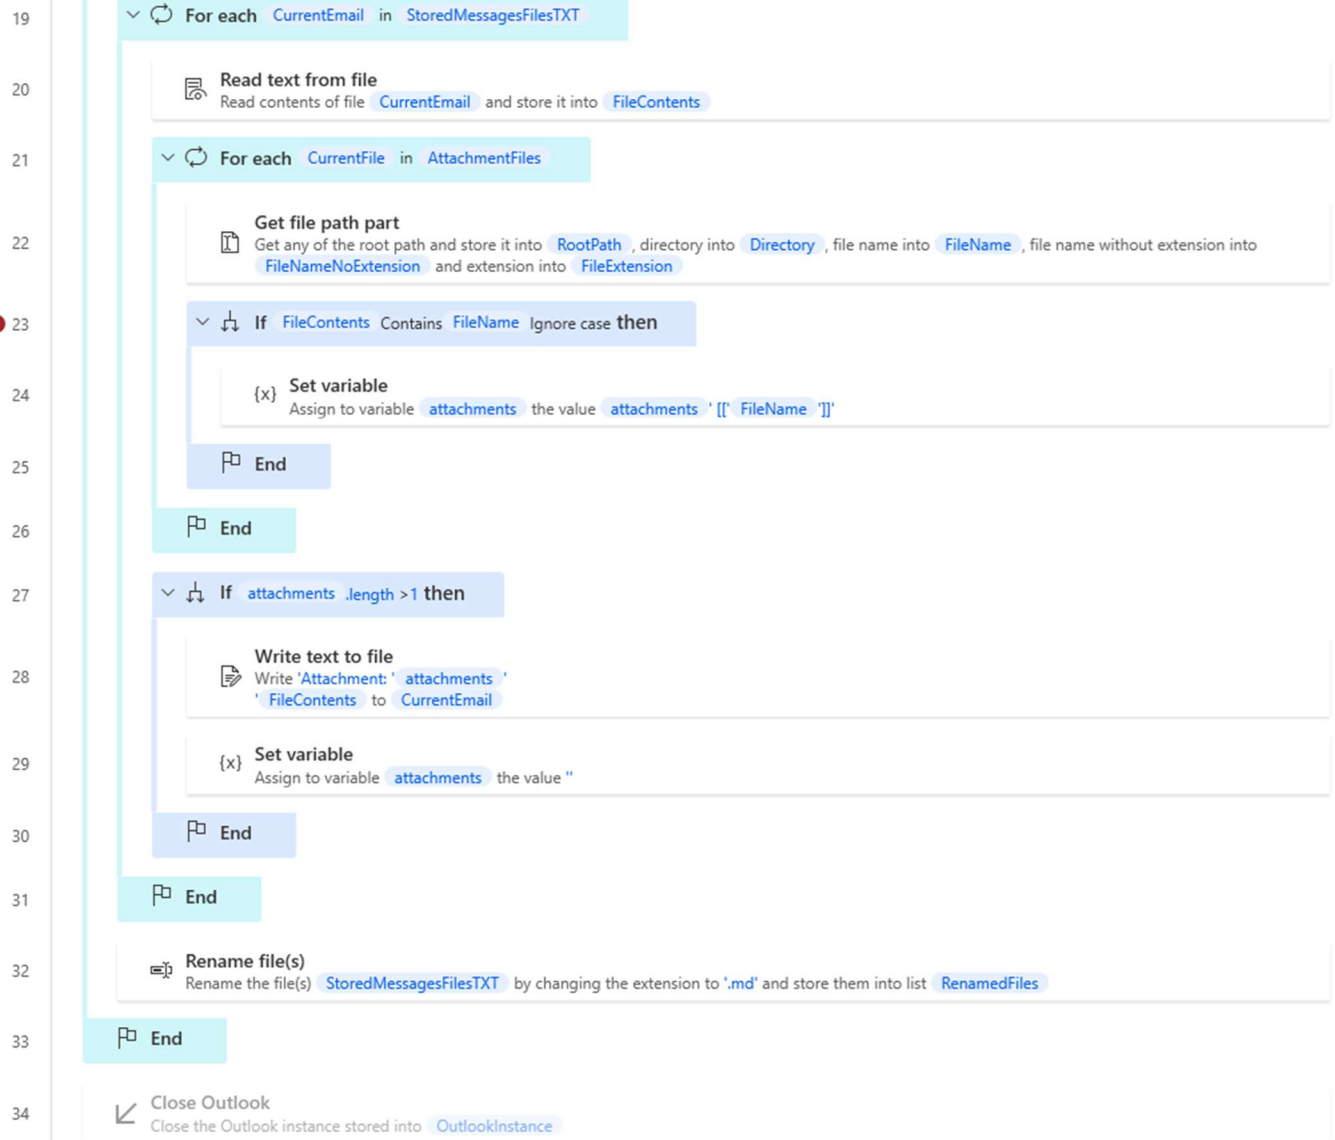 19 For each CurrentEmail in StoredMessagesFilesTXT
20 Read text from file
Read contents of file CurrentEmail and store it into FileContents
21 For each CurrentFile in AttachmentFiles
Get file path part
22 Get any of the root path and store it into RootPath , directory into Directory , file name into FileName , file name without extension into
FileNameNoExtension and extension into FileExtension
23 If FileContents Contains FileName Ignore case then
24 {x} Set variable
Assign to variable attachments the value attachments ' [[' FileName ']]'
25 End
26 End
27 If attachments .length >1 then
Write text to file
28 Write 'Attachment: ' attachments '
' FileContents to CurrentEmail
29 {x} Set variable
Assign to variable attachments the value ''
30 End
31 End
32 Rename file(s)
Rename the file(s) StoredMessagesFilesTXT by changing the extension to '.md' and store them into list RenamedFiles
33 End
34 Close Outlook
Close the Outlook instance stored into OutlookInstance